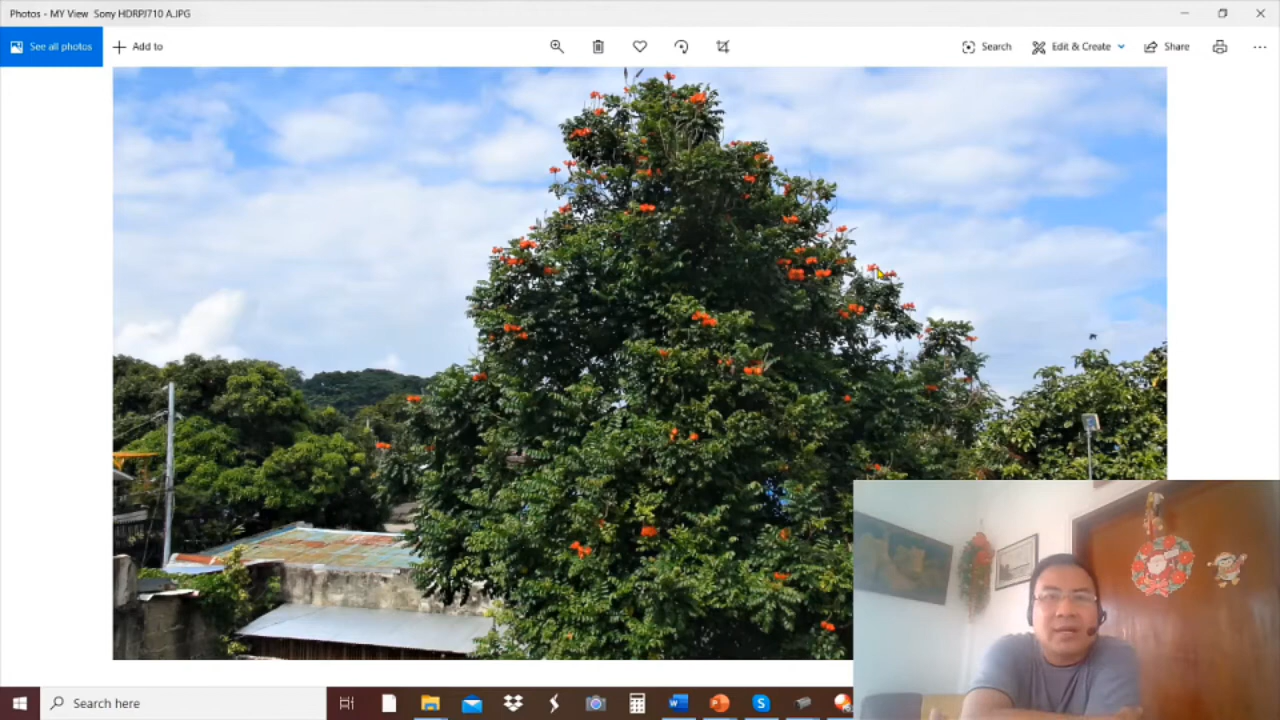 Photos - MY View Sony HDRPJ710 A.JPG
See all photos
Add to
Search
Edit & Create
Share
Search here